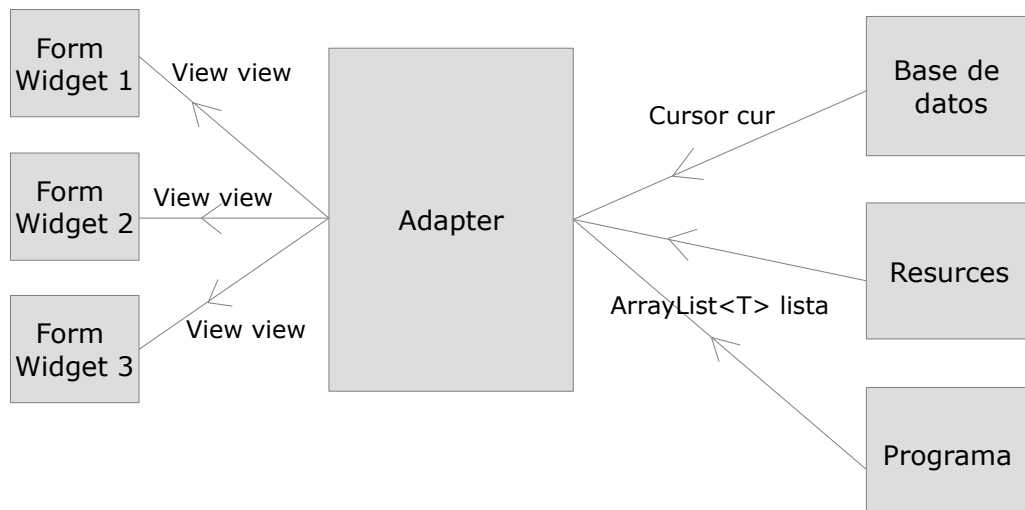 Form
Widget 1
View view
Form
Widget 2
View view
Form
Widget 3
View view
Adapter
Cursor cur
ArrayList<T> lista
Base de
datos
Resurces
Programa